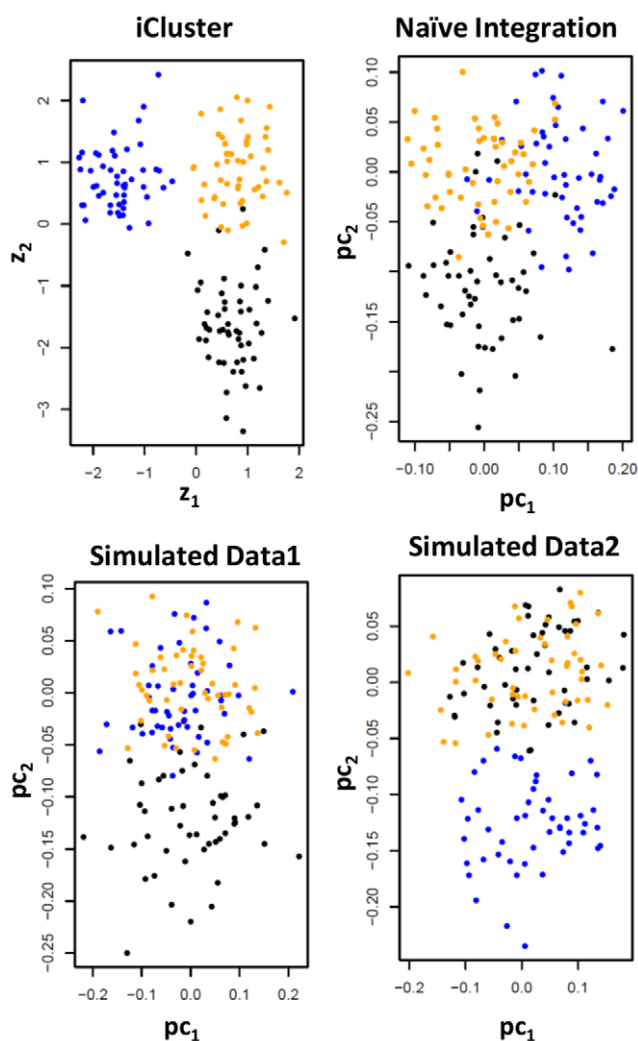 iCluster
z2
2
1
0
−1
−2
−3
−2 −1 0 1 2
z1
Naïve Integration
pc2
0.10
0.05
0.00
−0.05
−0.15
−0.25
−0.10 0.00 0.10 0.20
pc1
Simulated Data1
pc2
0.10
0.05
0.00
−0.05
−0.10
−0.15
−0.20
−0.25
−0.2 −0.1 0.0 0.1 0.2
pc1
Simulated Data2
pc2
0.05
0.00
−0.05
−0.10
−0.15
−0.20
−0.2 −0.1 0.0 0.1
pc1